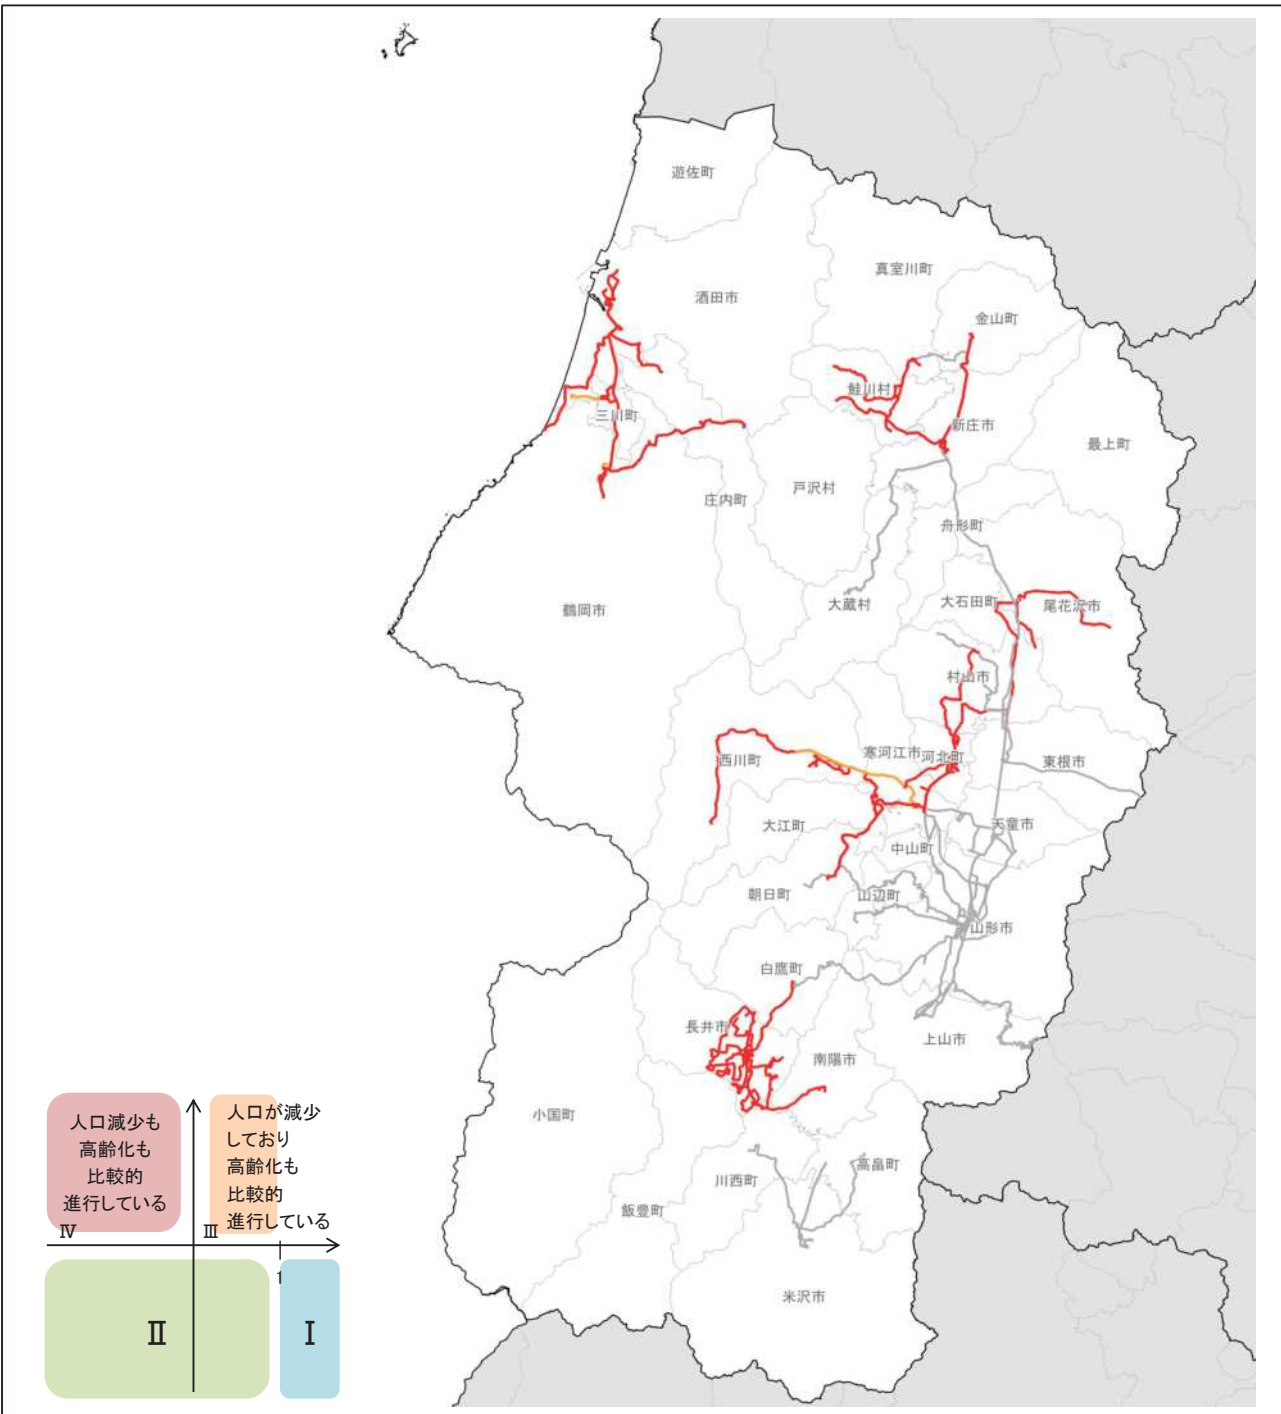 遊佐町
真室川町
酒田市
金山町
鮭川村
三川町
新庄市
最上町
戸沢村
庄内町
舟形町
大蔵村
大石田町
尾花沢市
鶴岡市
村山市
西川町
寒河江市
河北町
東根市
大江町
天童市
中山町
朝日町
山辺町
山形市
白鷹町
長井市
上山市
南陽市
小国町
高畠町
川西町
飯豊町
米沢市
人口減少も
高齢化も
比較的
進行している
Ⅳ
人口が減少
しており
高齢化も
比較的
進行している
Ⅲ
1
Ⅱ
Ⅰ